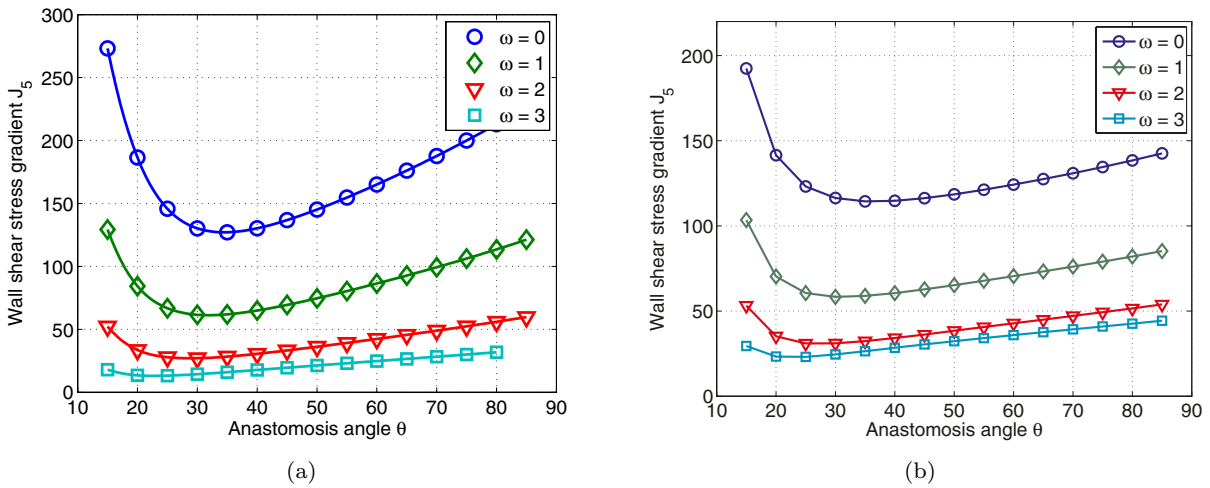 300
250
200
150
100
50
0
Wall shear stress gradient J5
10 20 30 40 50 60 70 80 90
Anastomosis angle θ
ω = 0
ω = 1
ω = 2
ω = 3
(a)
200
150
100
50
0
Wall shear stress gradient J5
10 20 30 40 50 60 70 80 90
Anastomosis angle θ
ω = 0
ω = 1
ω = 2
ω = 3
(b)